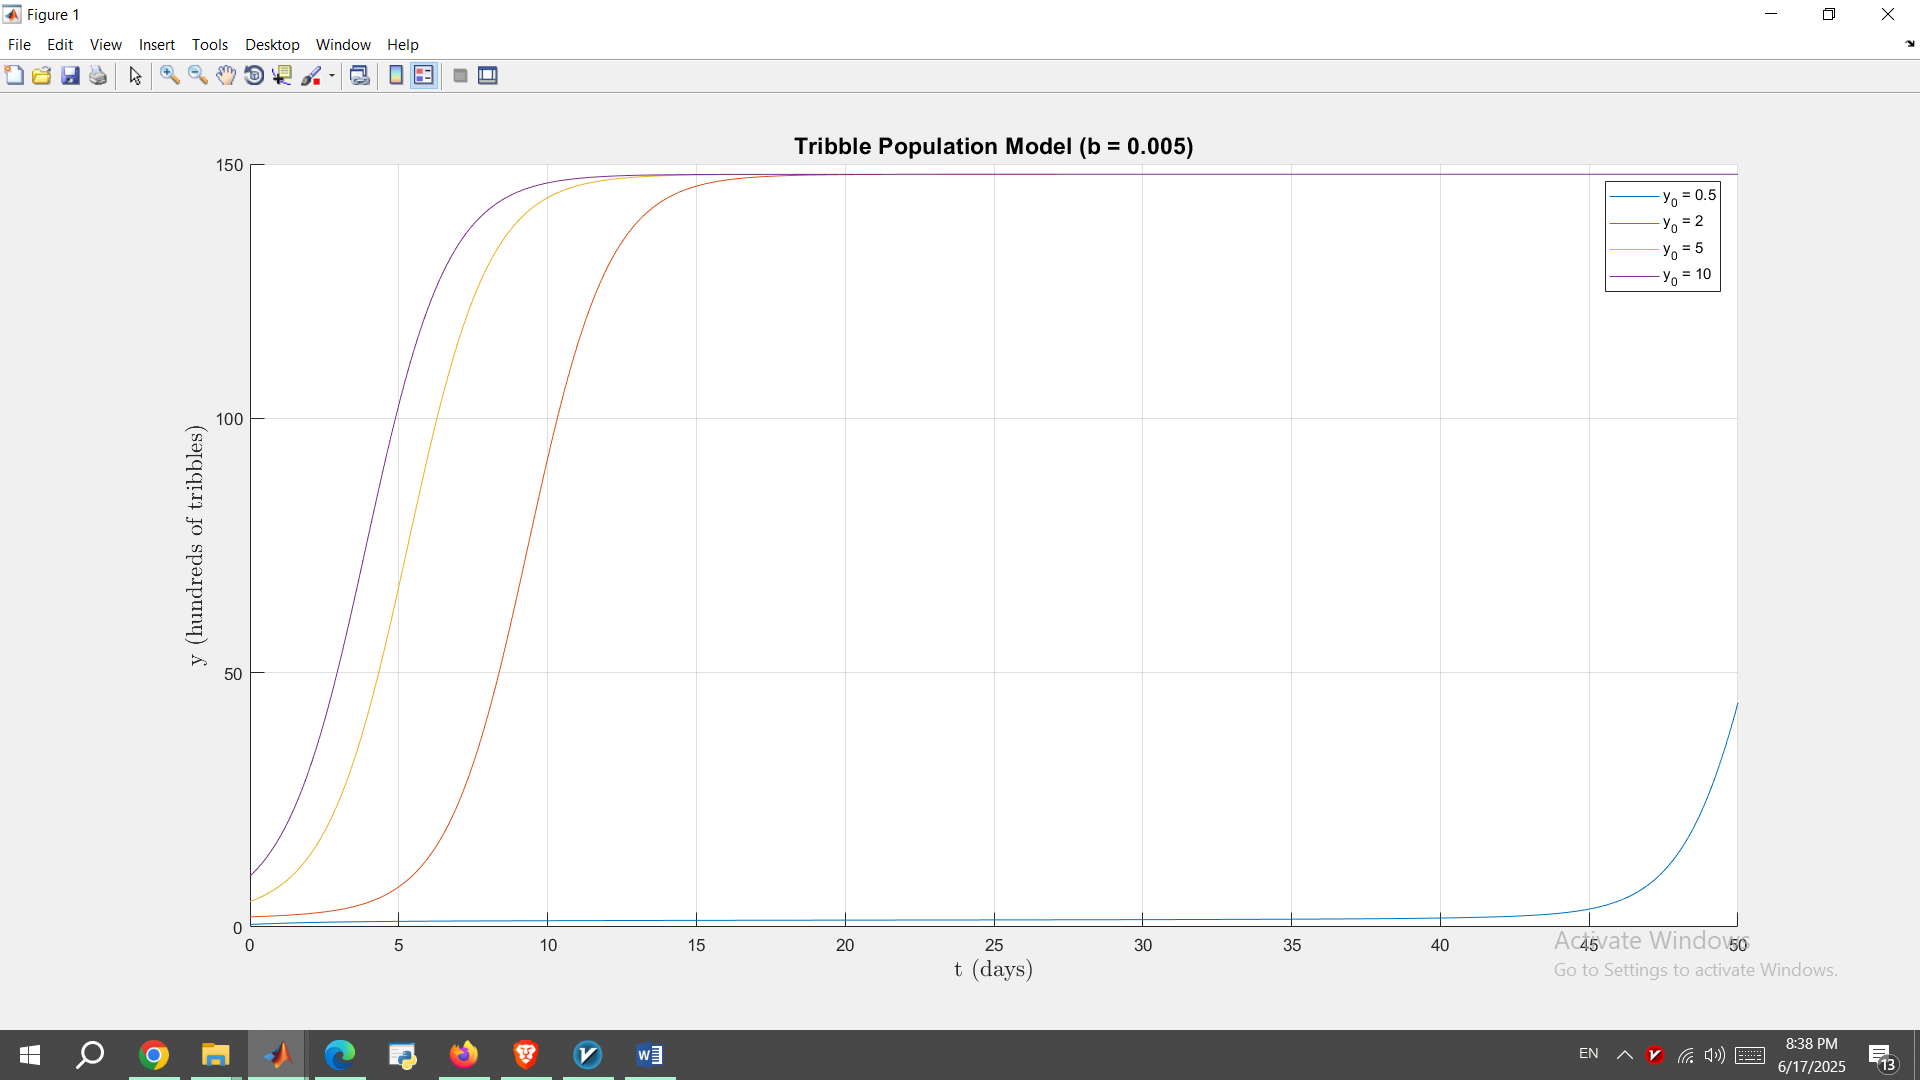 Figure 1
File Edit View Insert Tools Desktop Window Help
Tribble Population Model (b = 0.005)
150
100
50
0
y (hundreds of tribbles)
y0 = 0.5
y0 = 2
y0 = 5
y0 = 10
0 5 10 15 20 25 30 35 40 45 50
t (days)
Activate Windows
Go to Settings to activate Windows.
EN
8:38 PM
6/17/2025
13